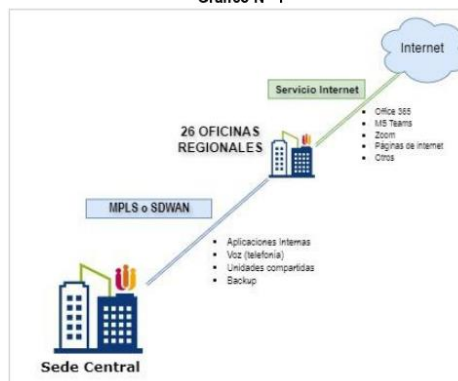 Gráfico N° 1
Internet
Servicio Internet
• Office 365
• MS Teams
• Zoom
• Páginas de internet
• Otros
26 OFICINAS
REGIONALES
MPLS o SDWAN
▪ Aplicaciones Internas
▪ Voz (telefonía)
▪ Unidades compartidas
▪ Backup
Sede Central